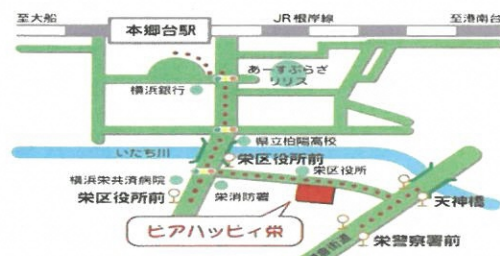 至大船
本郷台駅
JR根岸線
至港南台
横浜銀行
あーすぷらざ
リリス
県立柏陽高校
いたち川
栄区役所前
栄区役所
横浜栄共済病院
栄区役所前
栄消防署
天神橋
ピアハッピィ栄
栄警察署前
街道